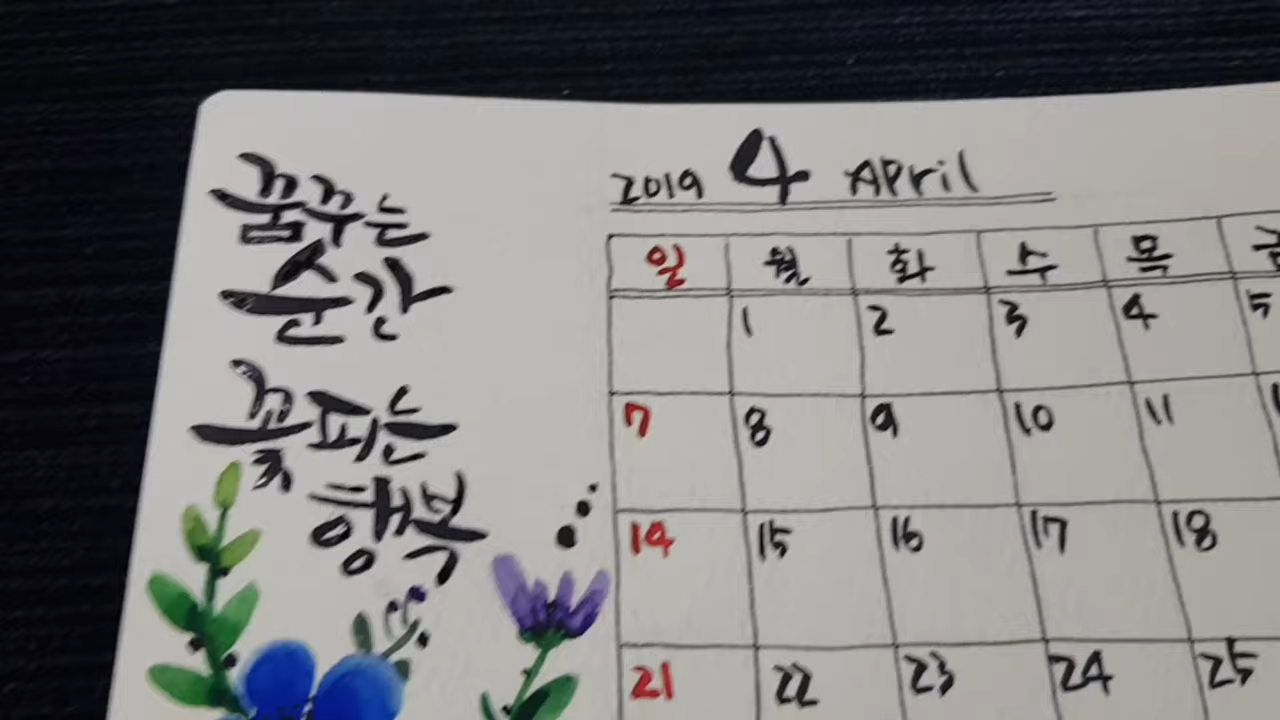 꿈꾸는
순간
꽃피는
행복
2019 4 April
일 월 화 수 목
1 2 3 4 5
7 8 9 10 11
14 15 16 17 18
21 22 23 24 25